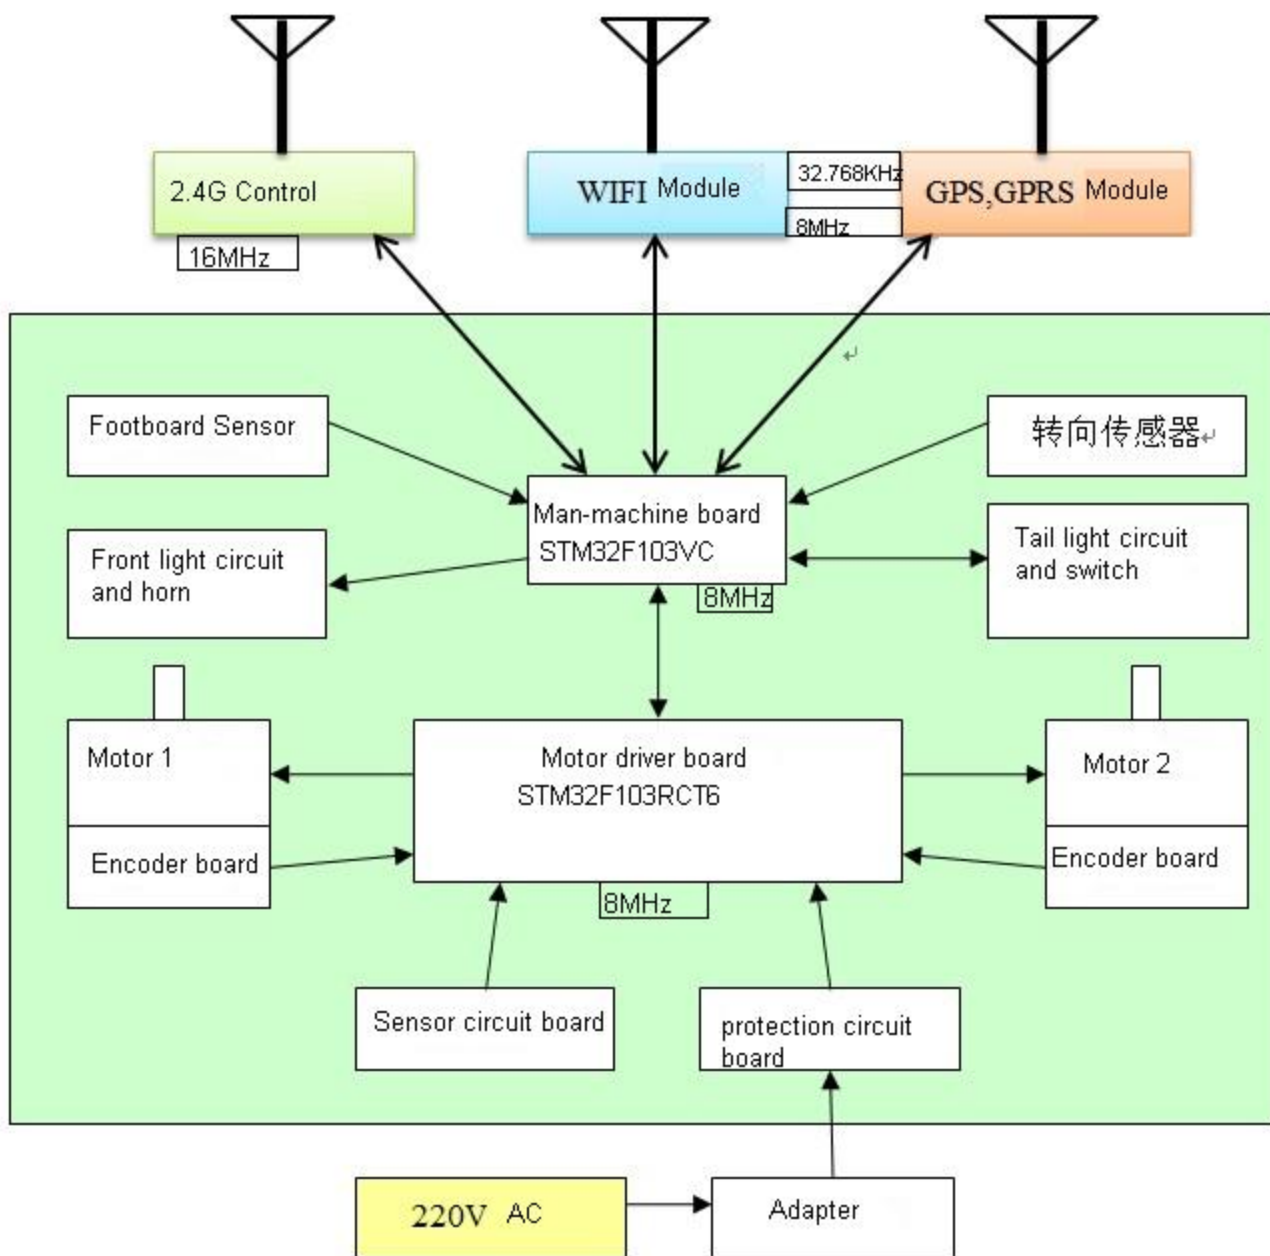 2.4G Control
WIFI Module
32.768KHz
GPS,GPRS Module
8MHz
16MHz
Footboard Sensor
转向传感器
Man-machine board
STM32F103VC
8MHz
Front light circuit
and horn
Tail light circuit
and switch
Motor 1
Motor driver board
STM32F103RCT6
Motor 2
Encoder board
Encoder board
8MHz
Sensor circuit board
protection circuit
board
220V AC
Adapter